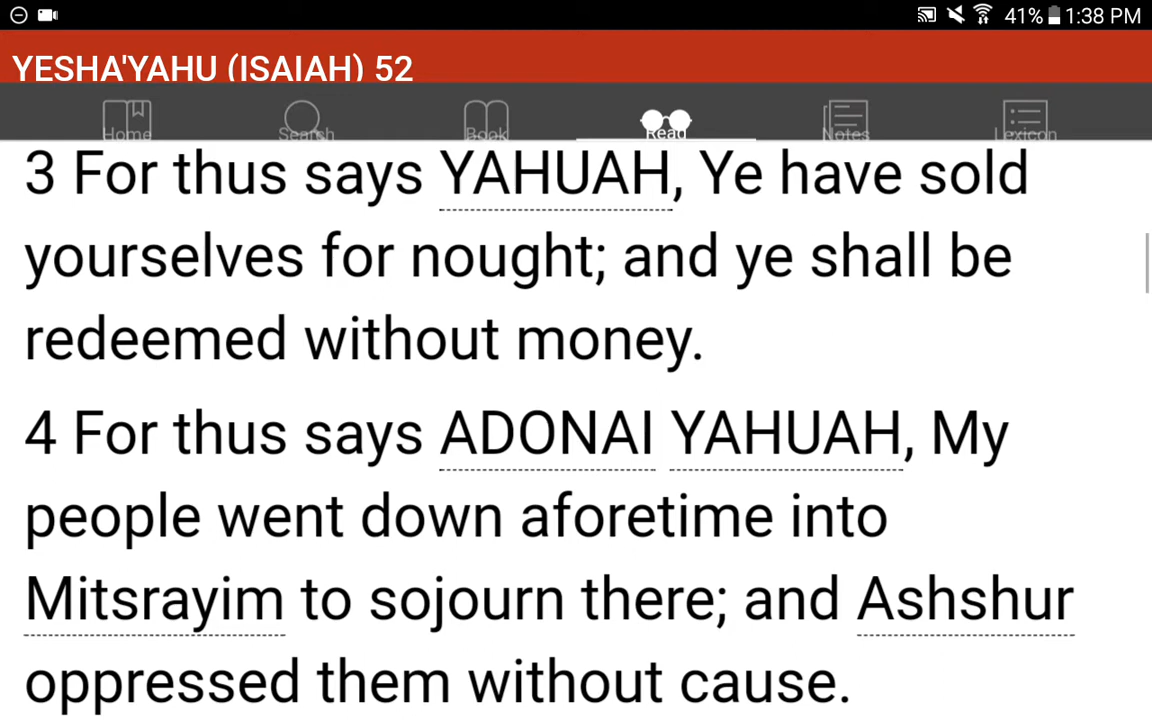 41% 1:38 PM
YESHA'YAHU (ISAIAH) 52
Home Search Book Read Notes Lexicon
3 For thus says YAHUAH, Ye have sold
yourselves for nought; and ye shall be
redeemed without money.
4 For thus says ADONAI YAHUAH, My
people went down aforetime into
Mitsrayim to sojourn there; and Ashshur
oppressed them without cause.